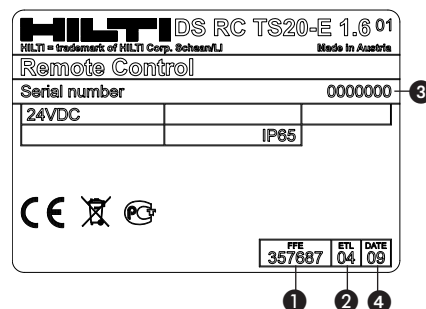 HILTI DS RC TS20-E 1.6 01
HILTI = trademark of HILTI Corp. Schaan/LI Made in Austria
Remote Control
Serial number 0000000 3
24VDC
IP65
CE PCT
FFE ETL DATE
357687 04 09
1 2 4